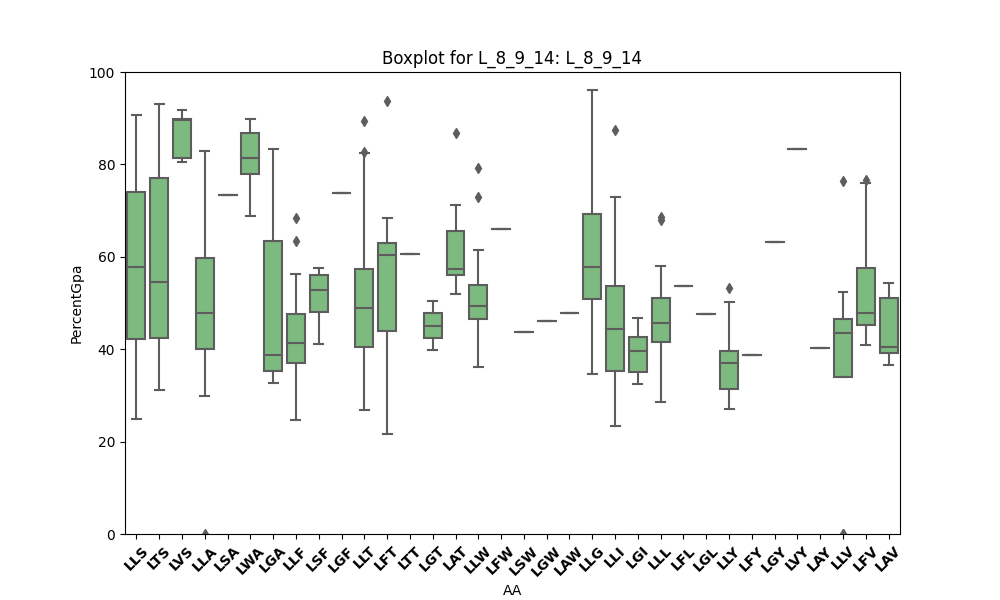 Boxplot for L_8_9_14: L_8_9_14
PercentGpa
100
80
60
40
20
0
LLS LTS LVS LLA LSA LWA LGA LLF LSF LGF LLT LFT LTT LGT LAT LLW LFW LSW LGW LAW LLG LLI LGI LLL LFL LGL LLY LFY LGY LVY LAY LLV LFV LAV
AA